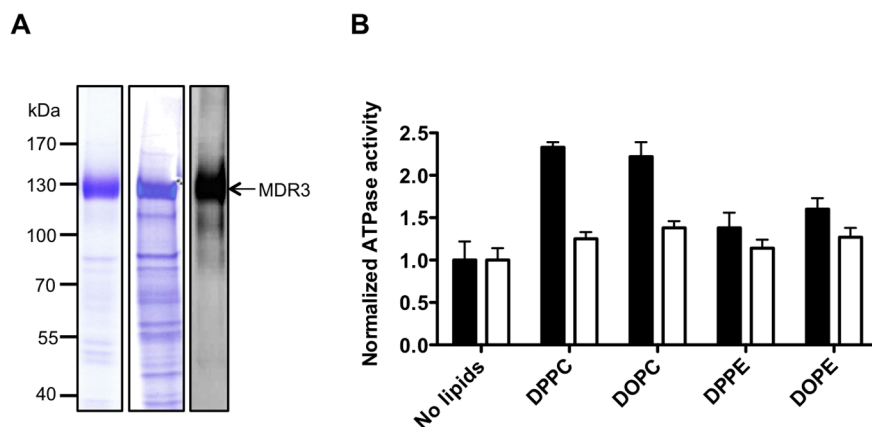 A
B
kDa
170
130
100
70
55
40
MDR3
Normalized ATPase activity
2.5
2.0
1.5
1.0
0.5
0.0
No lipids
DPPC
DOPC
DPPE
DOPE